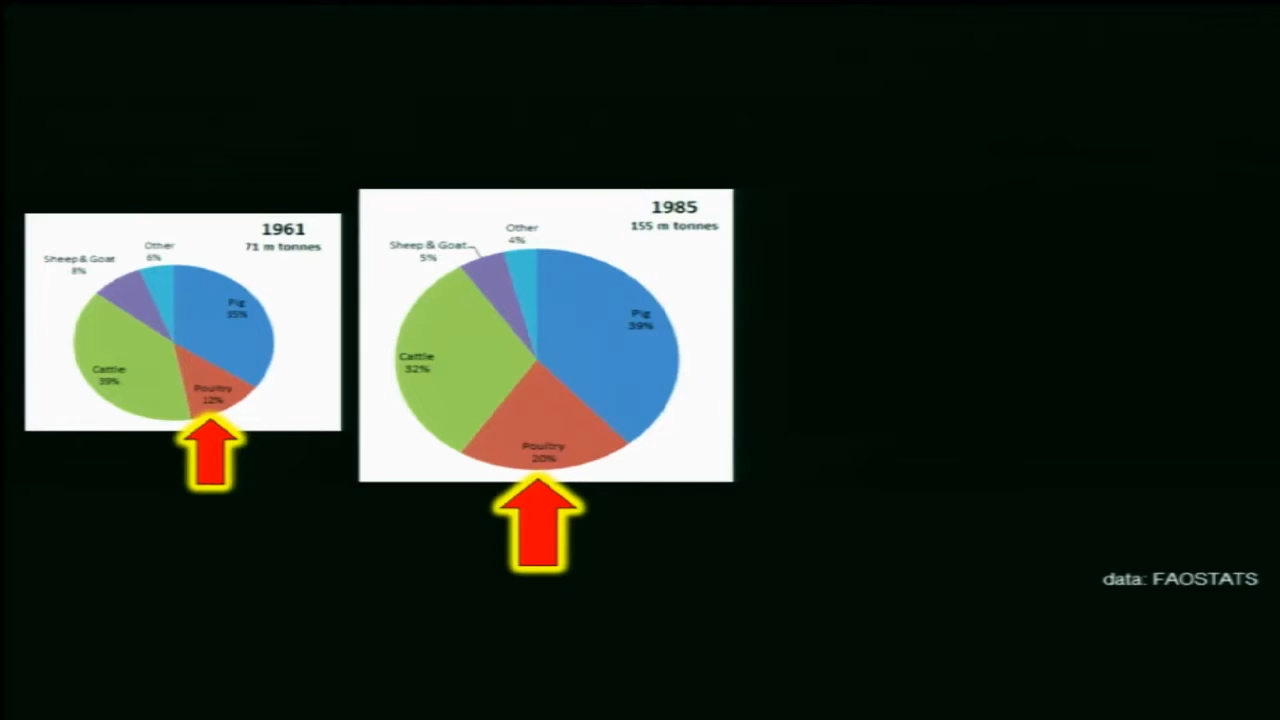 1961
71 m tonnes
Other
6%
Sheep & Goat
8%
Pig
35%
Cattle
39%
Poultry
12%
1985
155 m tonnes
Other
4%
Sheep & Goat
5%
Pig
39%
Cattle
32%
Poultry
20%
data: FAOSTATS